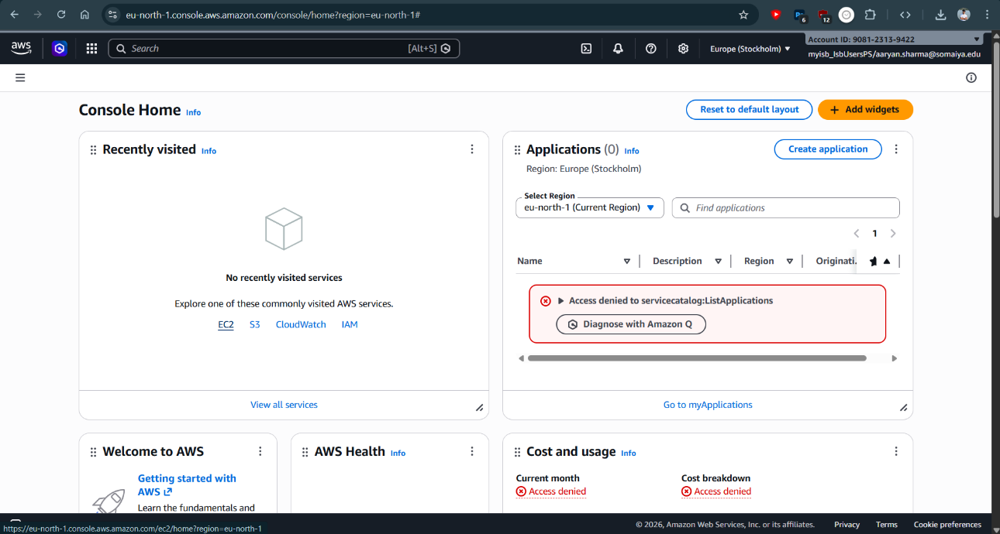 eu-north-1.console.aws.amazon.com/console/home?region=eu-north-1#
6
12
aws
Search
[Alt+S]
Europe (Stockholm)
Account ID: 9081-2313-9422
myisb_IsbUsersPS/aaryan.sharma@somaiya.edu
Console Home Info
Reset to default layout
Add widgets
Recently visited Info
No recently visited services
Explore one of these commonly visited AWS services.
EC2 S3 CloudWatch IAM
View all services
Applications (0) Info
Create application
Region: Europe (Stockholm)
Select Region
eu-north-1 (Current Region)
Find applications
1
Name Description Region Originati.
Access denied to servicecatalog:ListApplications
Diagnose with Amazon Q
Go to myApplications
Welcome to AWS
Getting started with
AWS
Learn the fundamentals and
AWS Health Info
Cost and usage Info
Current month
Access denied
Cost breakdown
Access denied
https://eu-north-1.console.aws.amazon.com/ec2/home?region=eu-north-1
© 2026, Amazon Web Services, Inc. or its affiliates. Privacy Terms Cookie preferences